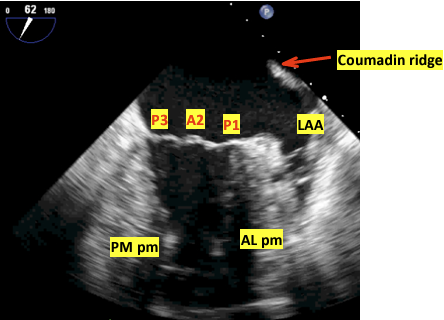 0 62 180
P
Coumadin ridge
P3 A2 P1 LAA
PM pm AL pm